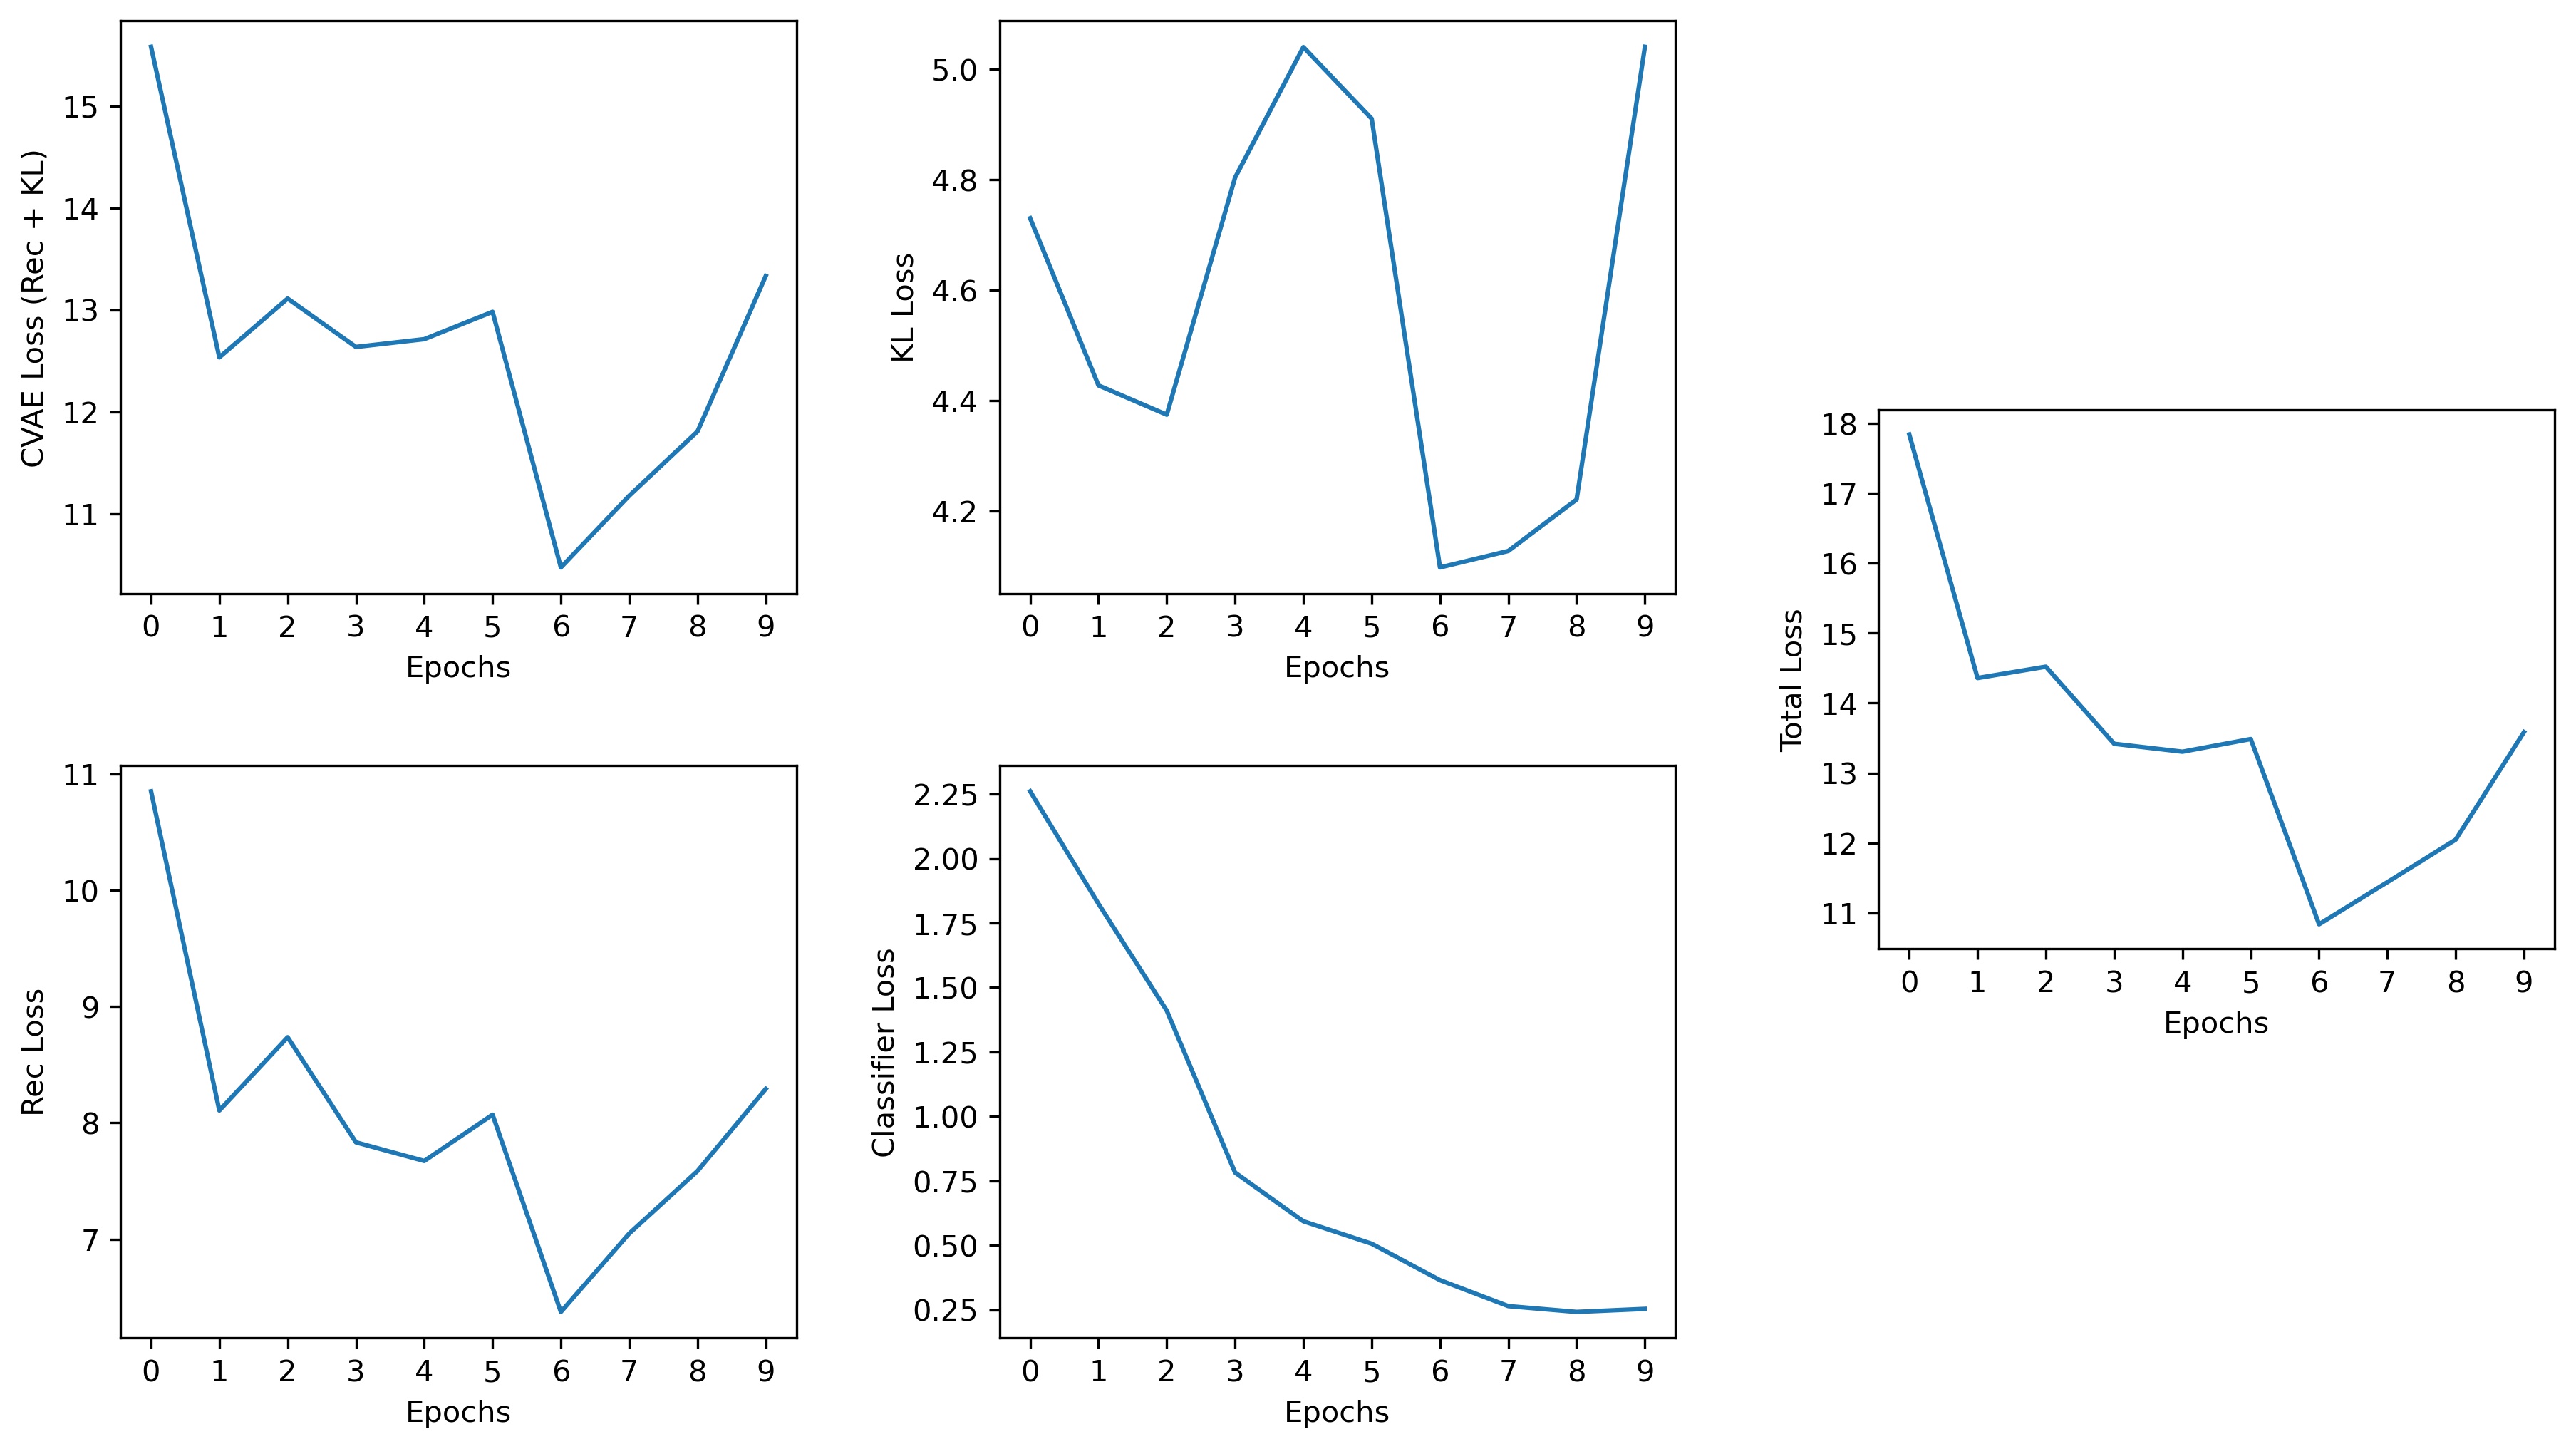 CVAE Loss (Rec + KL)
15
14
13
12
11
0 1 2 3 4 5 6 7 8 9
Epochs
KL Loss
5.0
4.8
4.6
4.4
4.2
0 1 2 3 4 5 6 7 8 9
Epochs
Rec Loss
11
10
9
8
7
0 1 2 3 4 5 6 7 8 9
Epochs
Classifier Loss
2.25
2.00
1.75
1.50
1.25
1.00
0.75
0.50
0.25
0 1 2 3 4 5 6 7 8 9
Epochs
Total Loss
18
17
16
15
14
13
12
11
0 1 2 3 4 5 6 7 8 9
Epochs